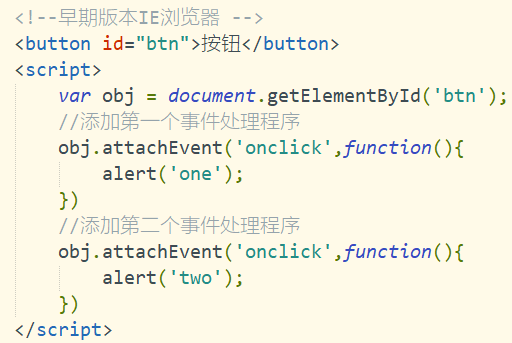 <!--早期版本IE浏览器 -->
<button id="btn">按钮</button>
<script>
    var obj = document.getElementById('btn');
    //添加第一个事件处理程序
    obj.attachEvent('onclick',function(){
        alert('one');
    })
    //添加第二个事件处理程序
    obj.attachEvent('onclick',function(){
        alert('two');
    })
</script>